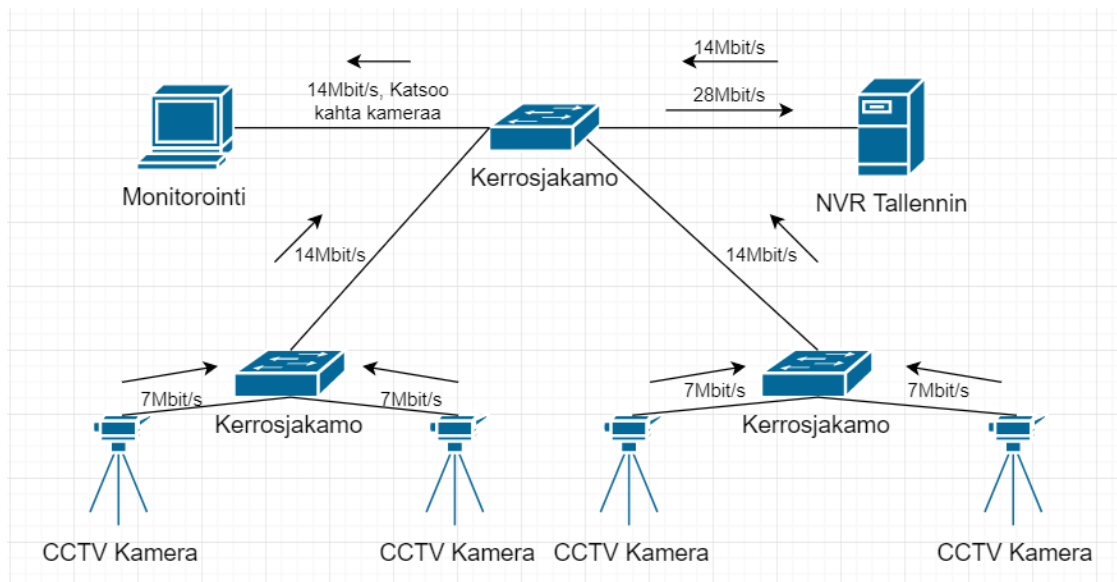 14Mbit/s
14Mbit/s, Katsoo
kahta kameraa
28Mbit/s
Kerrosjakamo
Monitorointi
NVR Tallennin
14Mbit/s
14Mbit/s
7Mbit/s
7Mbit/s
7Mbit/s
7Mbit/s
Kerrosjakamo
Kerrosjakamo
CCTV Kamera
CCTV Kamera
CCTV Kamera
CCTV Kamera